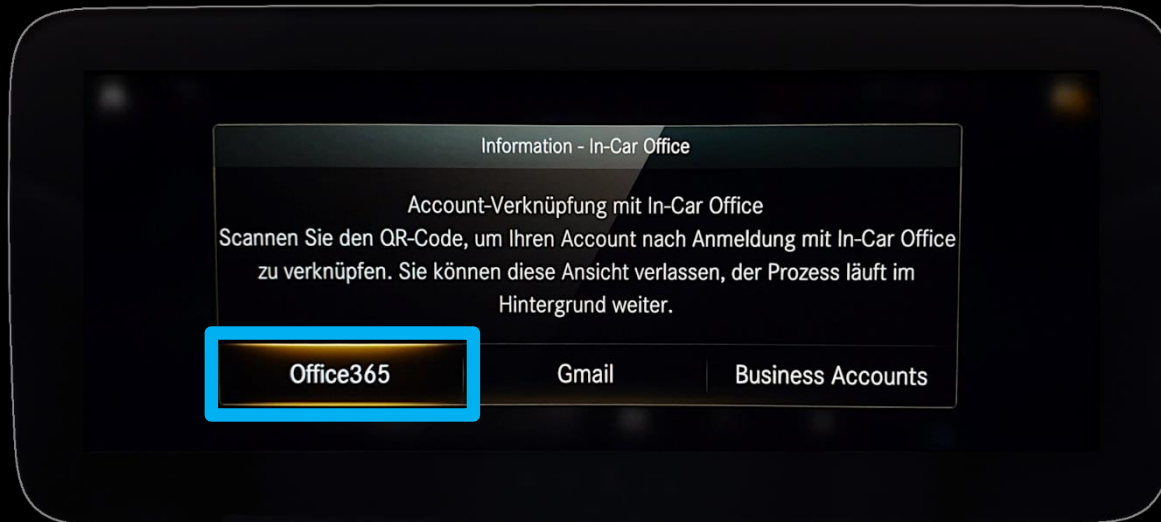 Information - In-Car Office
Account-Verknüpfung mit In-Car Office
Scannen Sie den QR-Code, um Ihren Account nach Anmeldung mit In-Car Office
zu verknüpfen. Sie können diese Ansicht verlassen, der Prozess läuft im
Hintergrund weiter.
Office365 Gmail Business Accounts